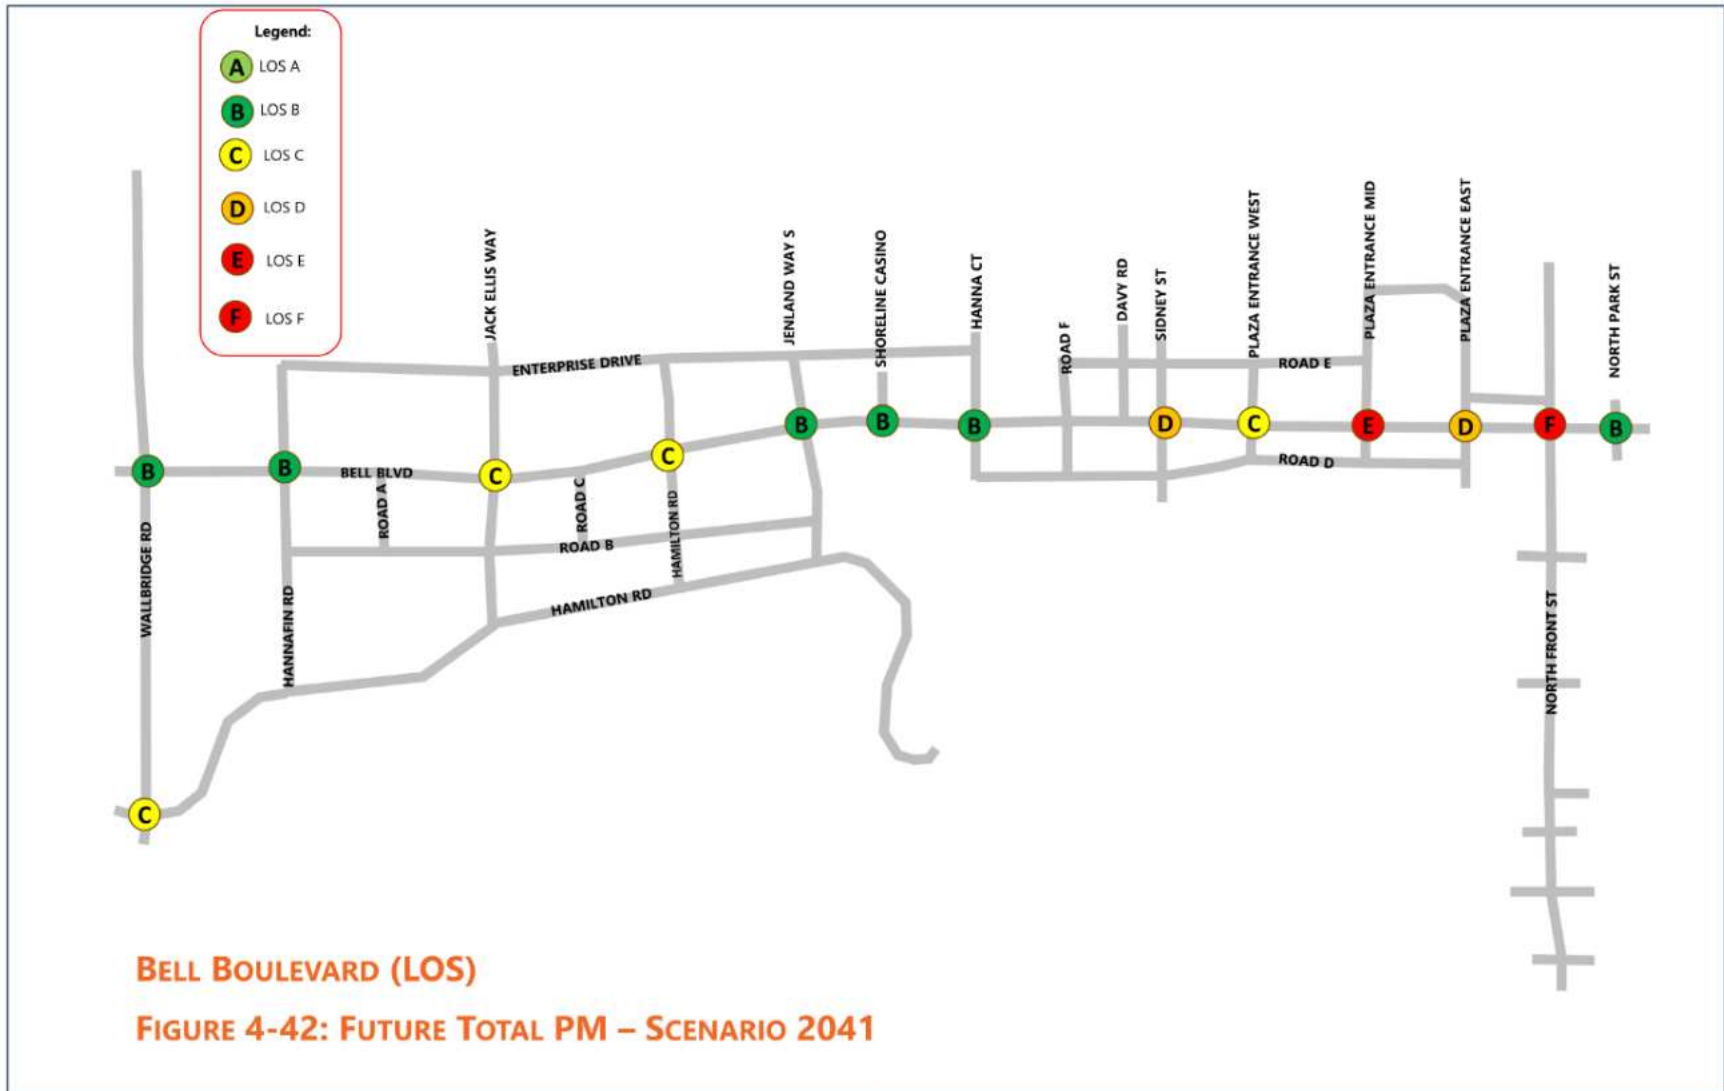 Legend:
A LOS A
B LOS B
C LOS C
D LOS D
E LOS E
F LOS F
JACK ELLIS WAY
JENLAND WAY S
SHORELINE CASINO
HANNA CT
ROAD F
DAVY RD
SIDNEY ST
PLAZA ENTRANCE WEST
PLAZA ENTRANCE MID
PLAZA ENTRANCE EAST
NORTH PARK ST
ENTERPRISE DRIVE
ROAD E
B
B
BELL BLVD
C
C
B
B
B
D
C
E
D
F
B
ROAD D
ROAD A
ROAD C
HAMILTON RD
ROAD B
WALLBRIDGE RD
HANNAFIN RD
HAMILTON RD
NORTH FRONT ST
C
BELL BOULEVARD (LOS)
FIGURE 4-42: FUTURE TOTAL PM – SCENARIO 2041